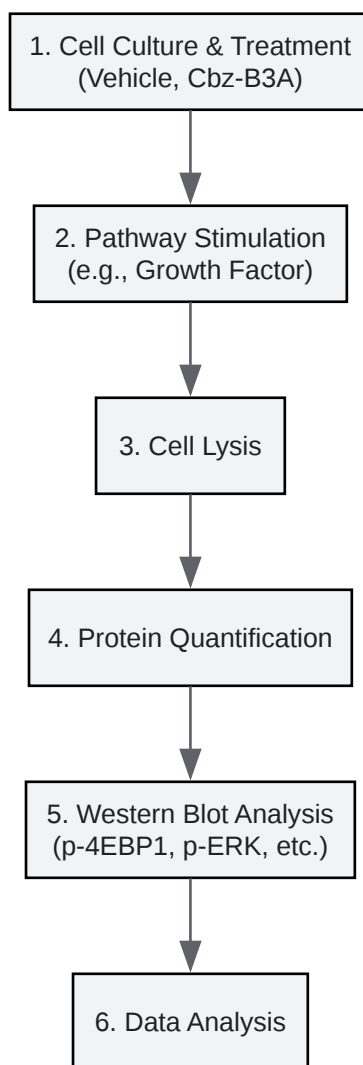 1. Cell Culture & Treatment
(Vehicle, Cbz-B3A)
2. Pathway Stimulation
(e.g., Growth Factor)
3. Cell Lysis
4. Protein Quantification
5. Western Blot Analysis
(p-4EBP1, p-ERK, etc.)
6. Data Analysis